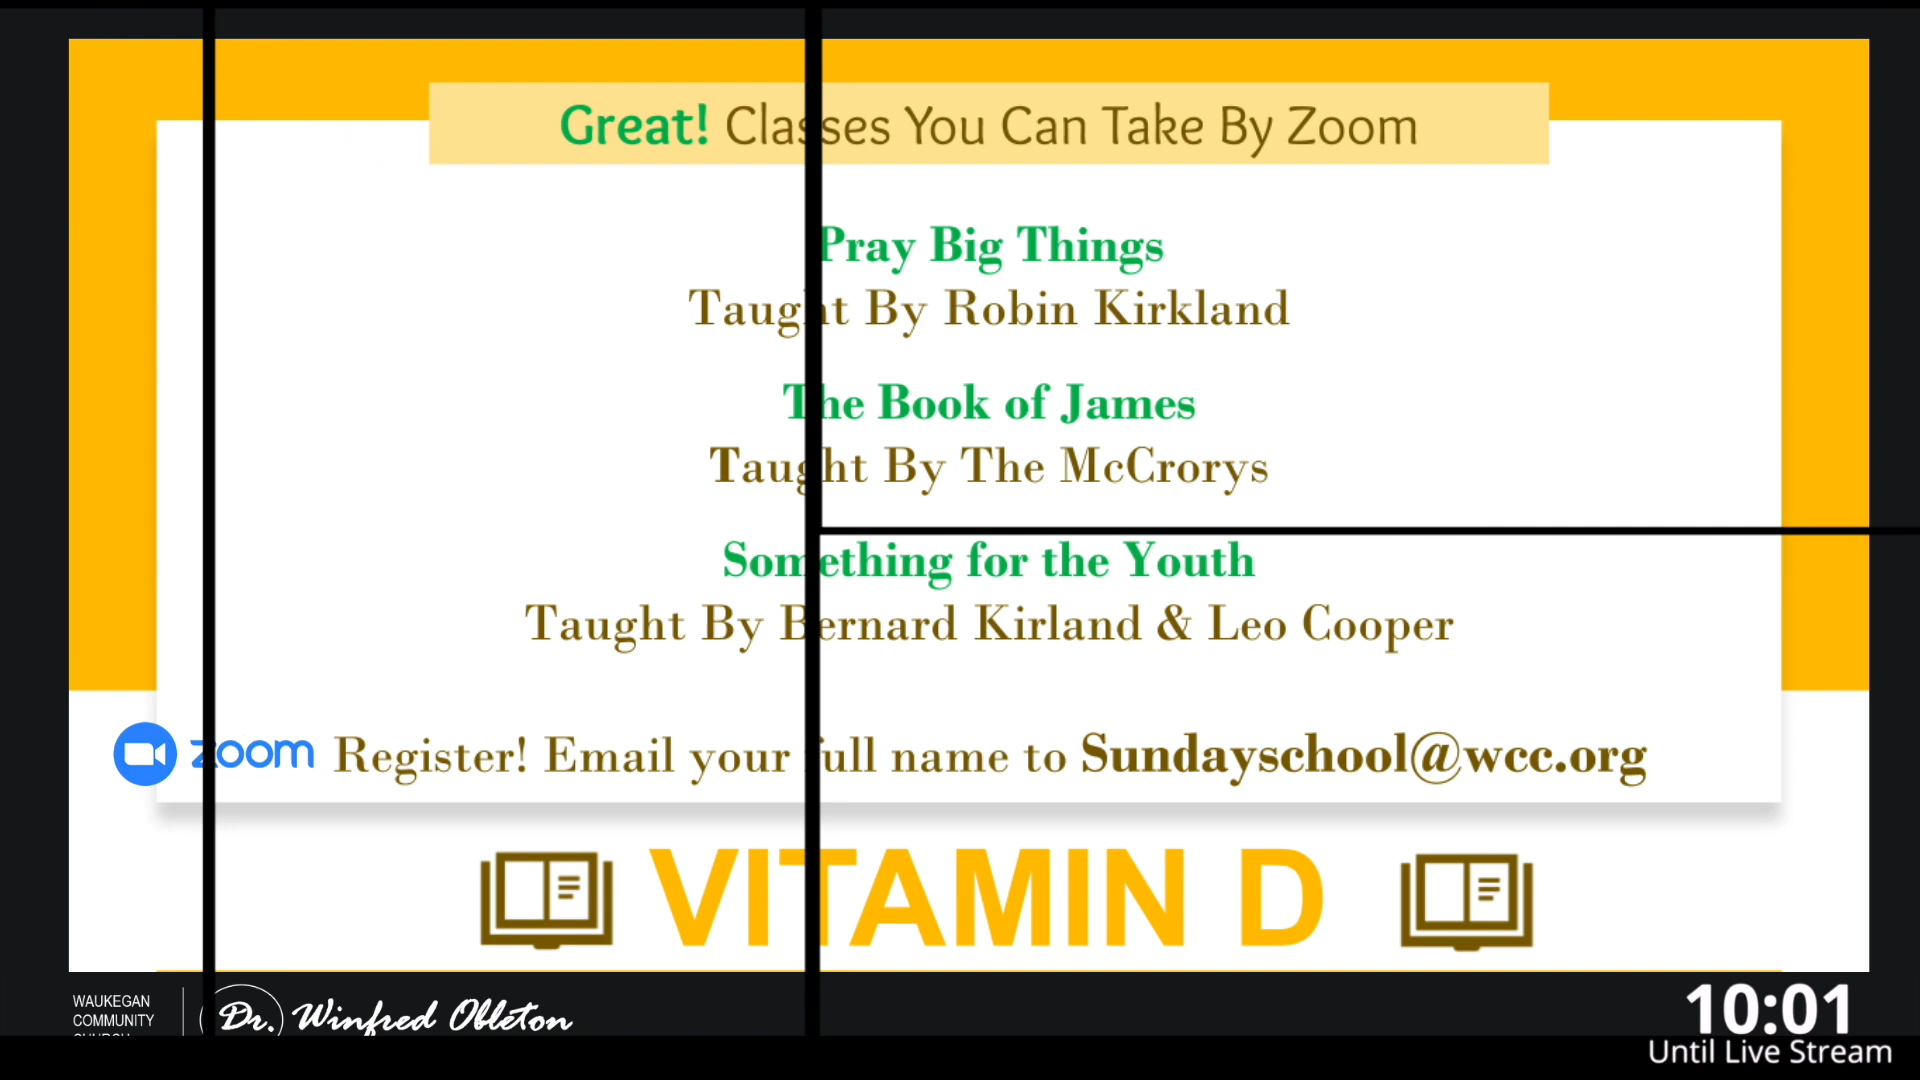 Great! Classes You Can Take By Zoom
Pray Big Things
Taught By Robin Kirkland
The Book of James
Taught By The McCrorys
Something for the Youth
Taught By Bernard Kirland & Leo Cooper
zoom Register! Email your full name to Sundayschool@wcc.org
VITAMIN D
WAUKEGAN
COMMUNITY
CHURCH
Dr. Winfred Obleton
10:01
Until Live Stream